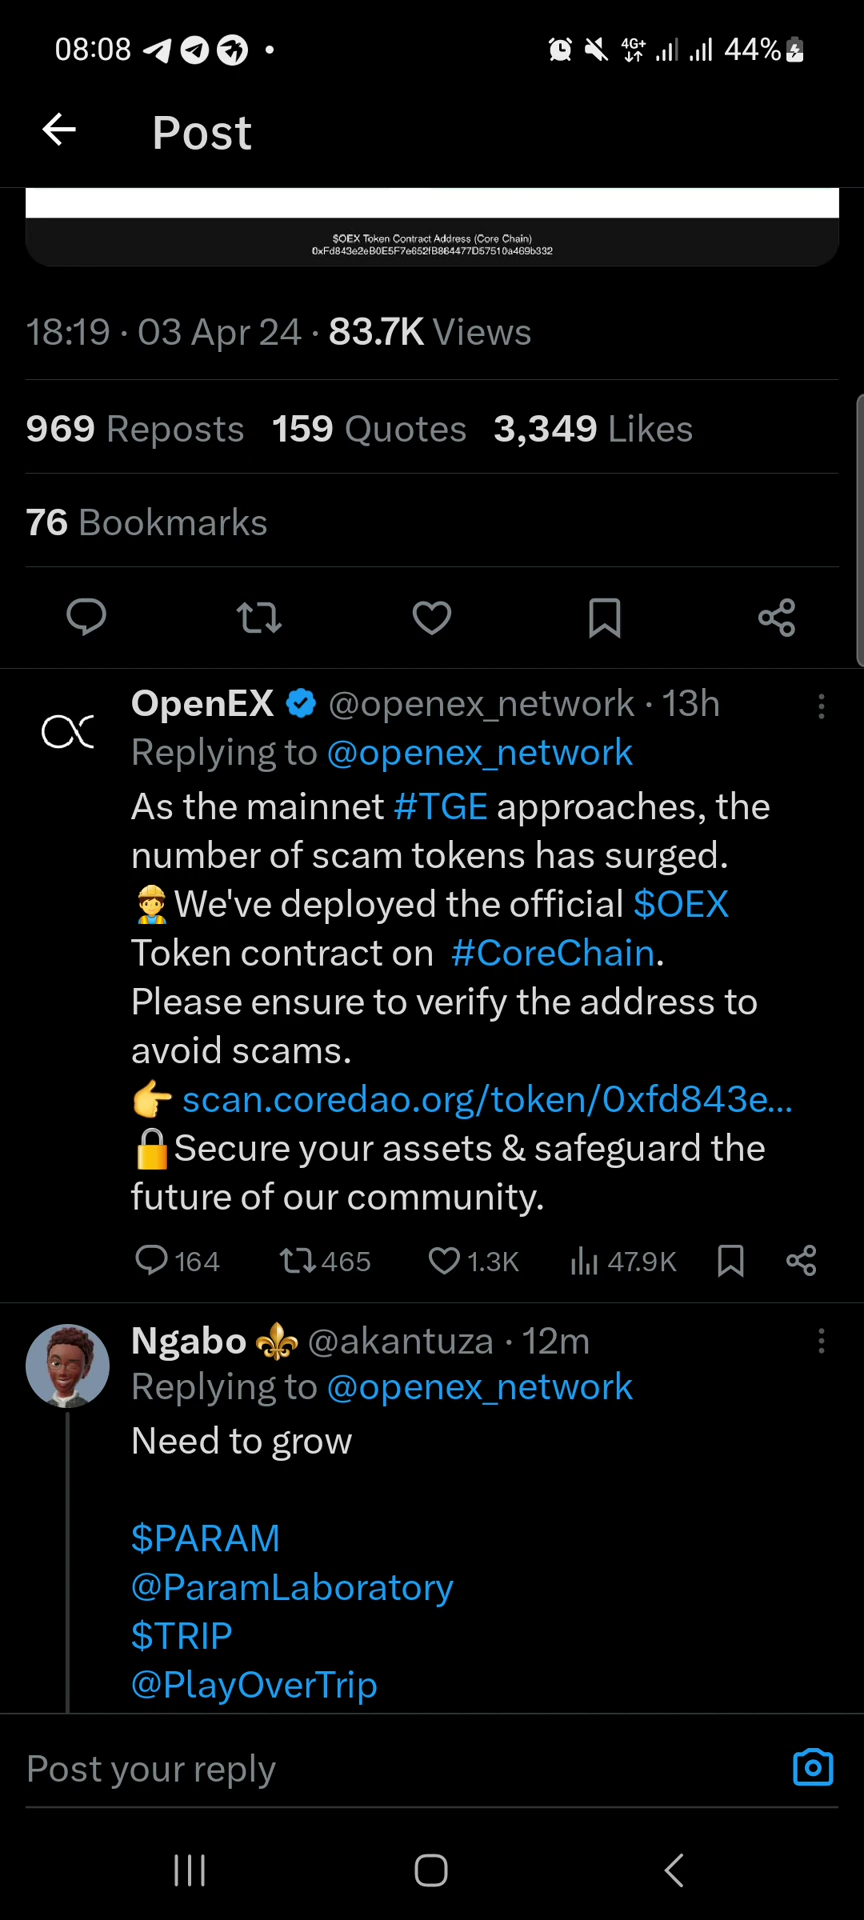 08:08
4G+ 44%
Post
$OEX Token Contract Address (Core Chain)
0xFd843e2eB0E5F7e652fB864477D57510a469b332
18:19 · 03 Apr 24 · 83.7K Views
969 Reposts 159 Quotes 3,349 Likes
76 Bookmarks
OpenEX @openex_network · 13h
Replying to @openex_network
As the mainnet #TGE approaches, the
number of scam tokens has surged.
👷We've deployed the official $OEX
Token contract on #CoreChain.
Please ensure to verify the address to
avoid scams.
👉 scan.coredao.org/token/0xfd843e...
🔒Secure your assets & safeguard the
future of our community.
164 465 1.3K 47.9K
Ngabo ⚜️ @akantuza · 12m
Replying to @openex_network
Need to grow
$PARAM
@ParamLaboratory
$TRIP
@PlayOverTrip
Post your reply